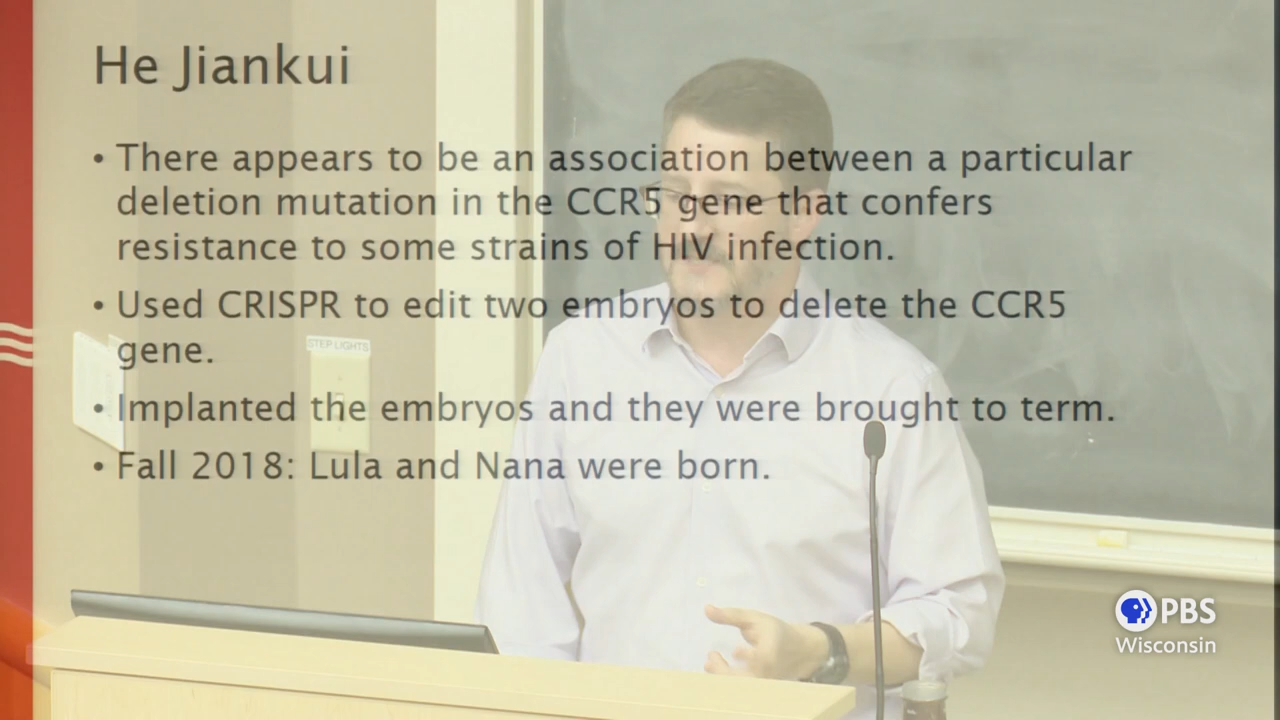 He Jiankui
• There appears to be an association between a particular
deletion mutation in the CCR5 gene that confers
resistance to some strains of HIV infection.
• Used CRISPR to edit two embryos to delete the CCR5
gene.
STEP LIGHTS
• Implanted the embryos and they were brought to term.
• Fall 2018: Lula and Nana were born.
PBS
Wisconsin